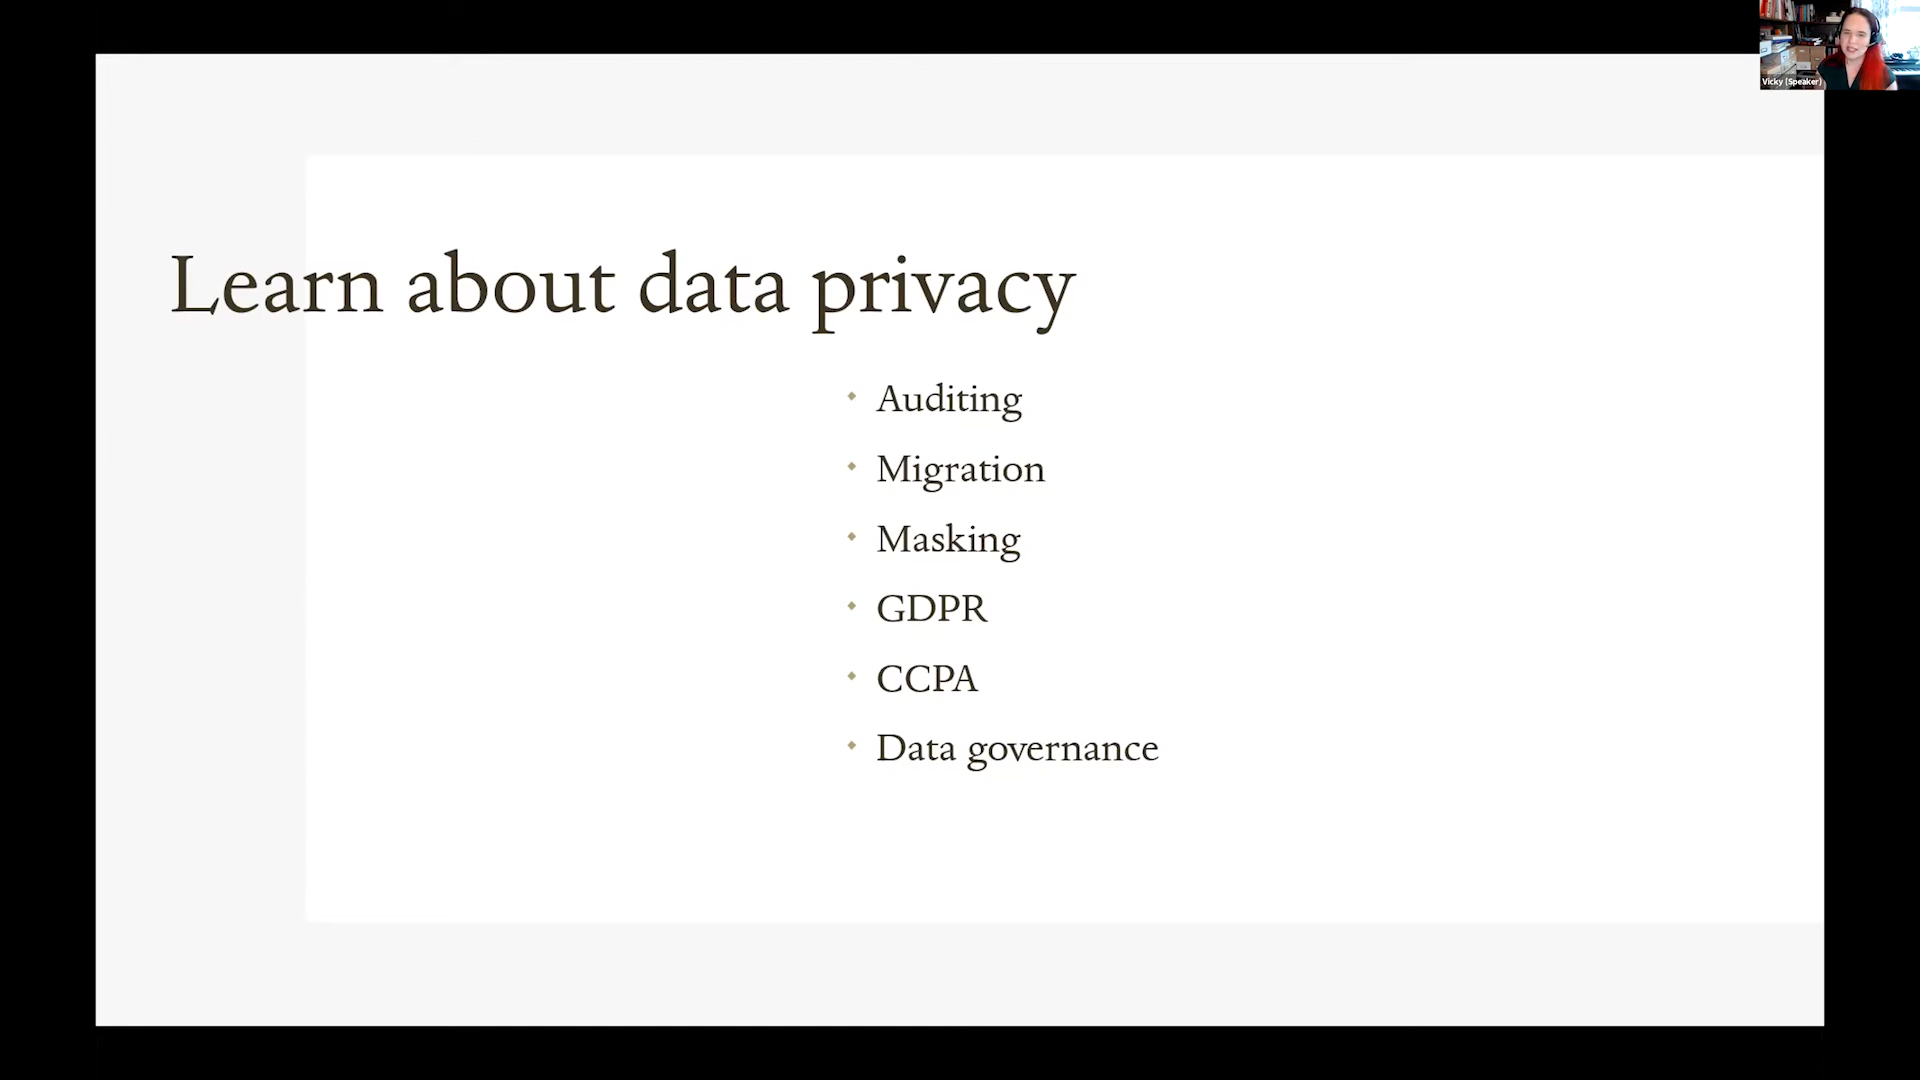 Vicky (Speaker)
Learn about data privacy
Auditing
Migration
Masking
GDPR
CCPA
Data governance